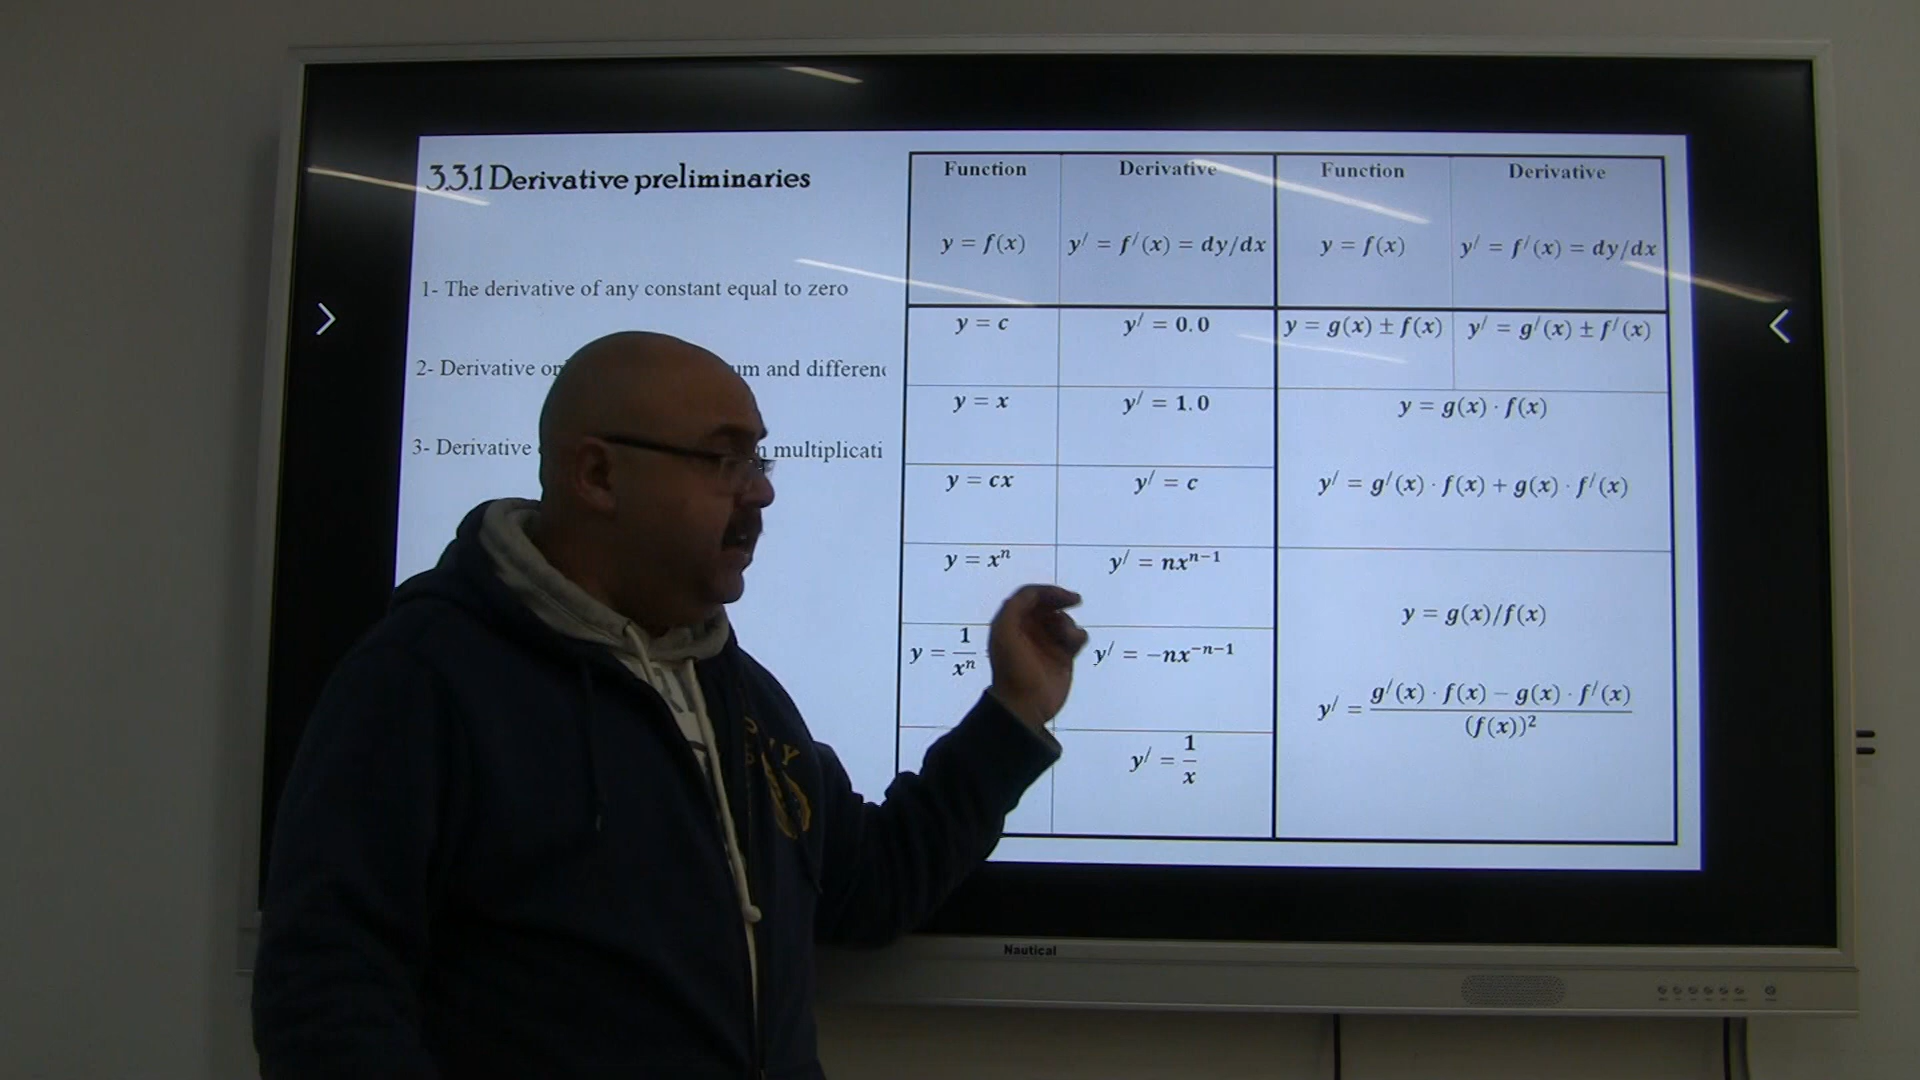 3.3.1 Derivative preliminaries
1- The derivative of any constant equal to zero
2- Derivative um and differen
3- Derivative multiplicati
Function Derivative Function Derivative
y = f(x) y/ = f/(x) = dy/dx y = f(x) y/ = f/(x) = dy/dx
y = c y/ = 0.0 y = g(x) ± f(x) y/ = g/(x) ± f/(x)
y = x y/ = 1.0 y = g(x) · f(x)
y = cx y/ = c y/ = g/(x) · f(x) + g(x) · f/(x)
y = xⁿ y/ = nxⁿ⁻¹
y = 1/xⁿ y/ = -nx⁻ⁿ⁻¹
y/ = 1/x
y = g(x)/f(x)
y/ = g/(x) · f(x) − g(x) · f/(x) / (f(x))²
Nautical